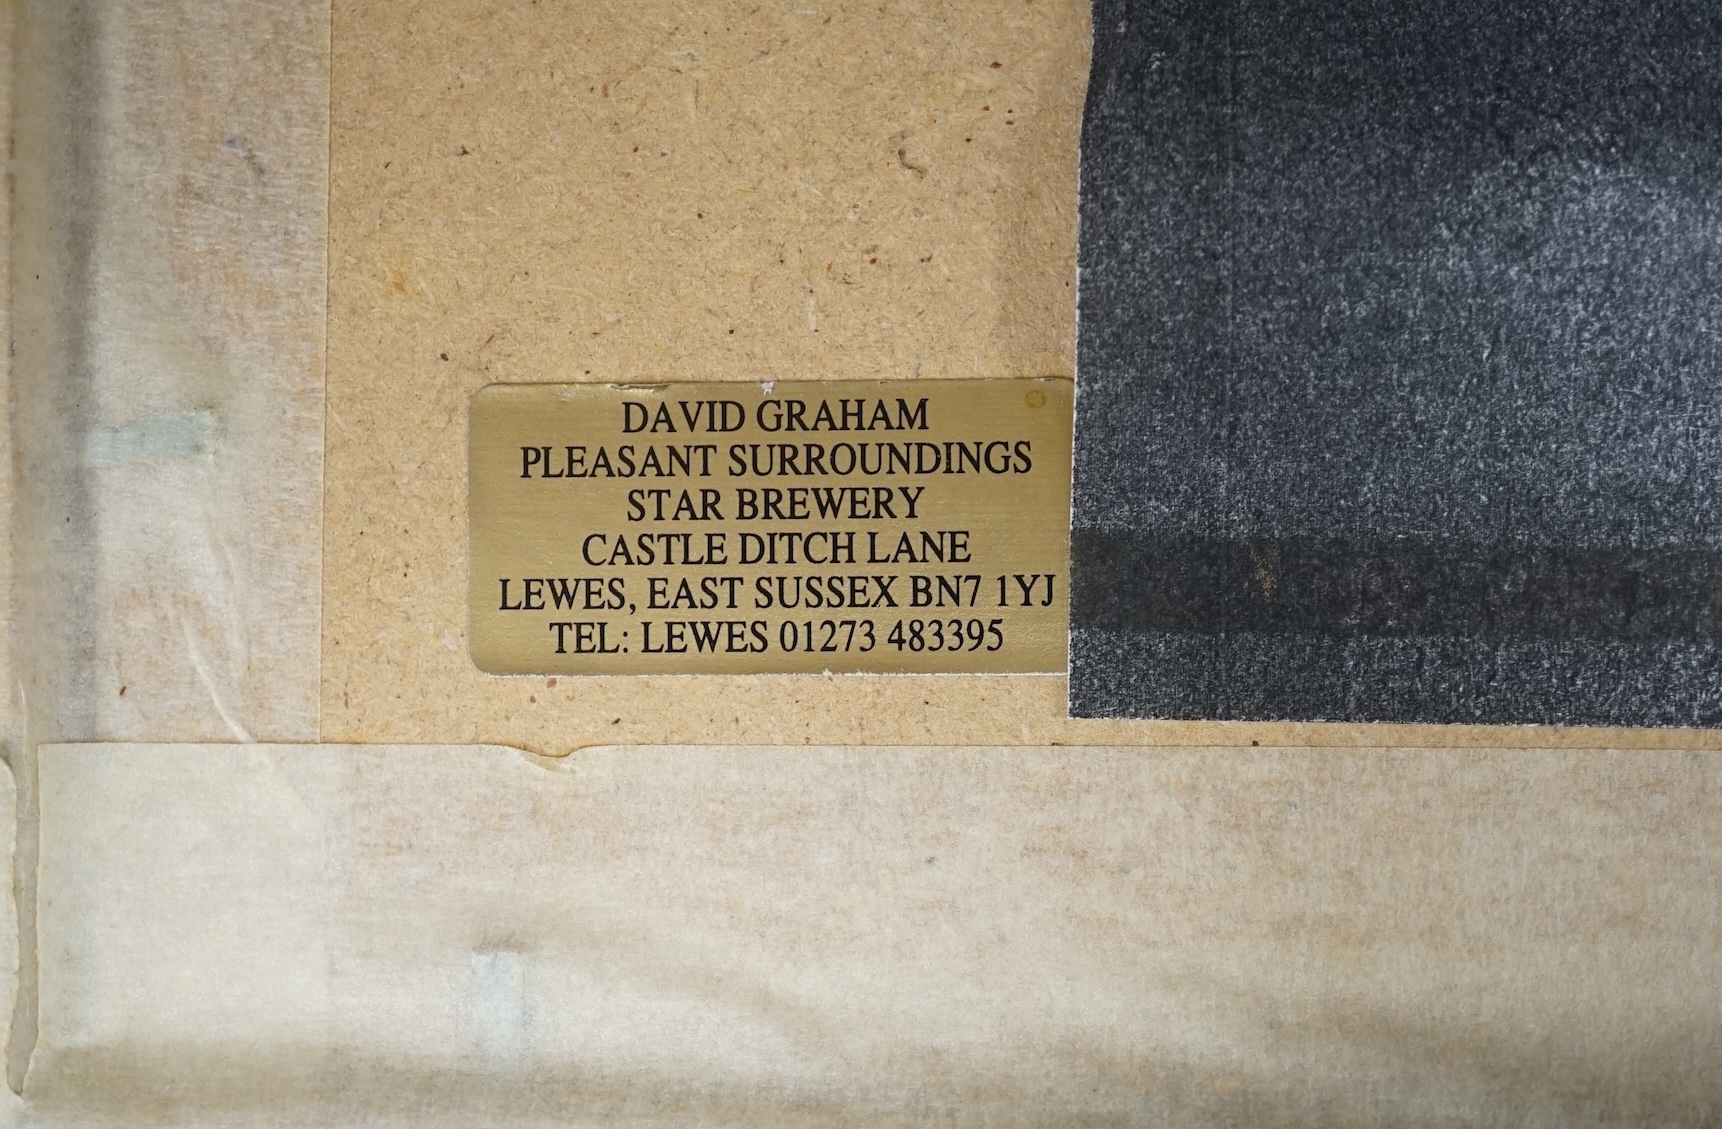 DAVID GRAHAM
PLEASANT SURROUNDINGS
STAR BREWERY
CASTLE DITCH LANE
LEWES, EAST SUSSEX BN7 1YJ
TEL: LEWES 01273 483395